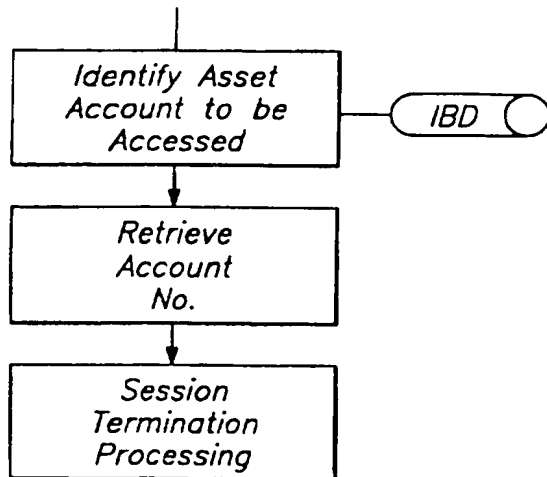 Identify Asset
Account to be
Accessed
IBD
Retrieve
Account
No.
Session
Termination
Processing